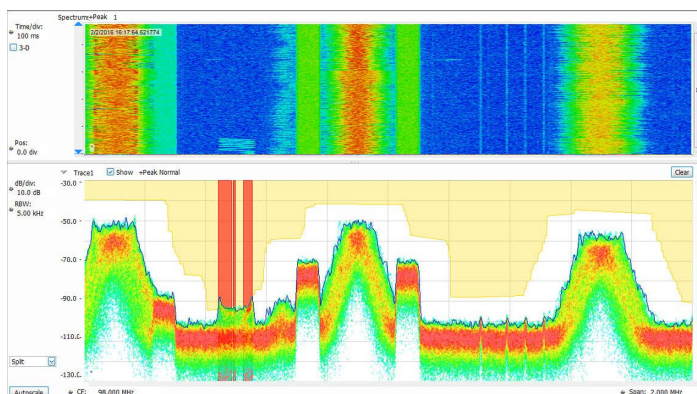 Spectrum +Peak 1
Time/div:
100 ms
3-D
2/2/2016 16:17:54.521774
Pos:
0.0 div
0
Trace1 Show +Peak Normal Clear
dB/div:
10.0 dB
RBW:
5.00 kHz
-30.0
-50.0
-70.0
-90.0
-110.0
-130.0
Split
Autoscale CF: 98.000 MHz Span: 2.000 MHz